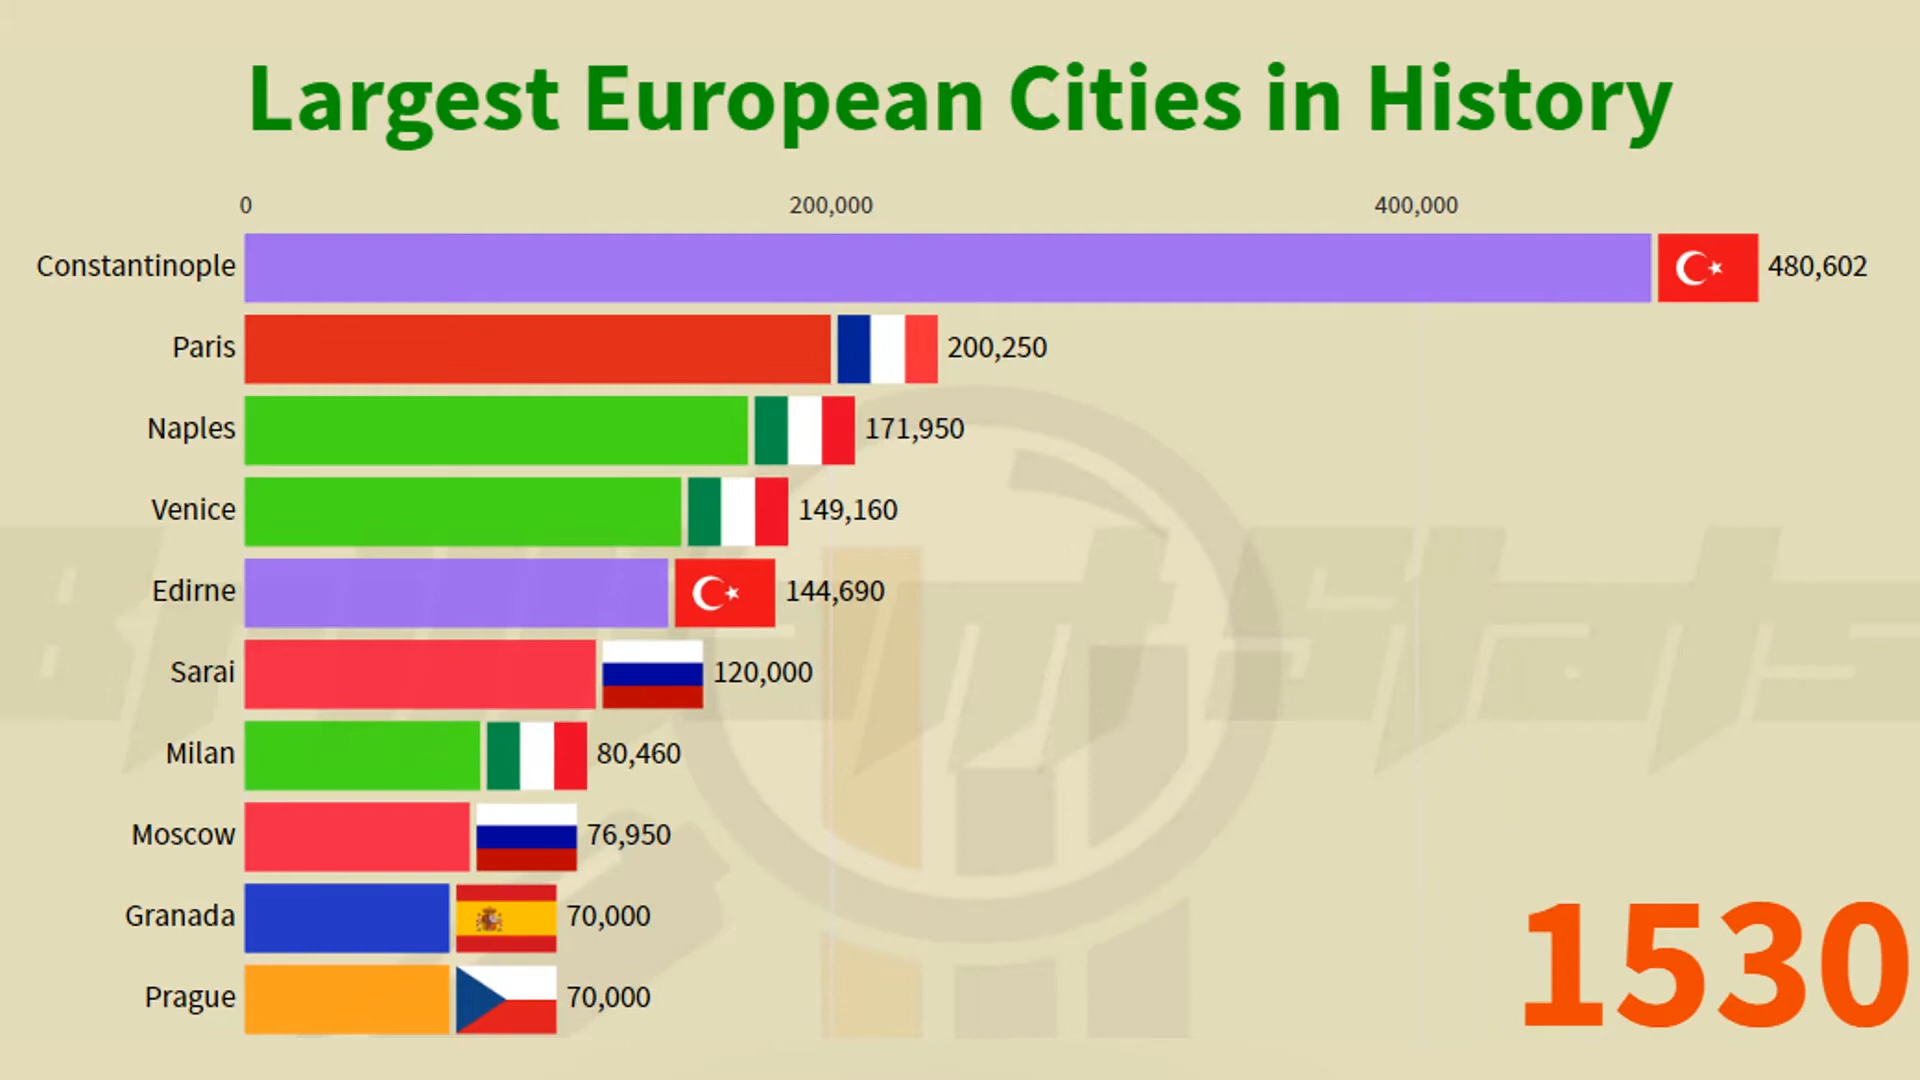 Largest European Cities in History
0 200,000 400,000
Constantinople 480,602
Paris 200,250
Naples 171,950
Venice 149,160
Edirne 144,690
Sarai 120,000
Milan 80,460
Moscow 76,950
Granada 70,000
Prague 70,000
1530